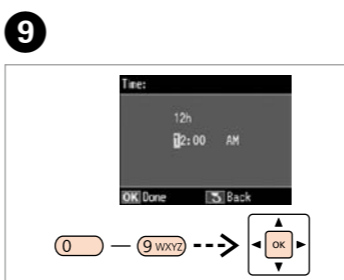 9
Time:
12h
12:00 AM
OK Done Back
0 — 9 WXYZ OK